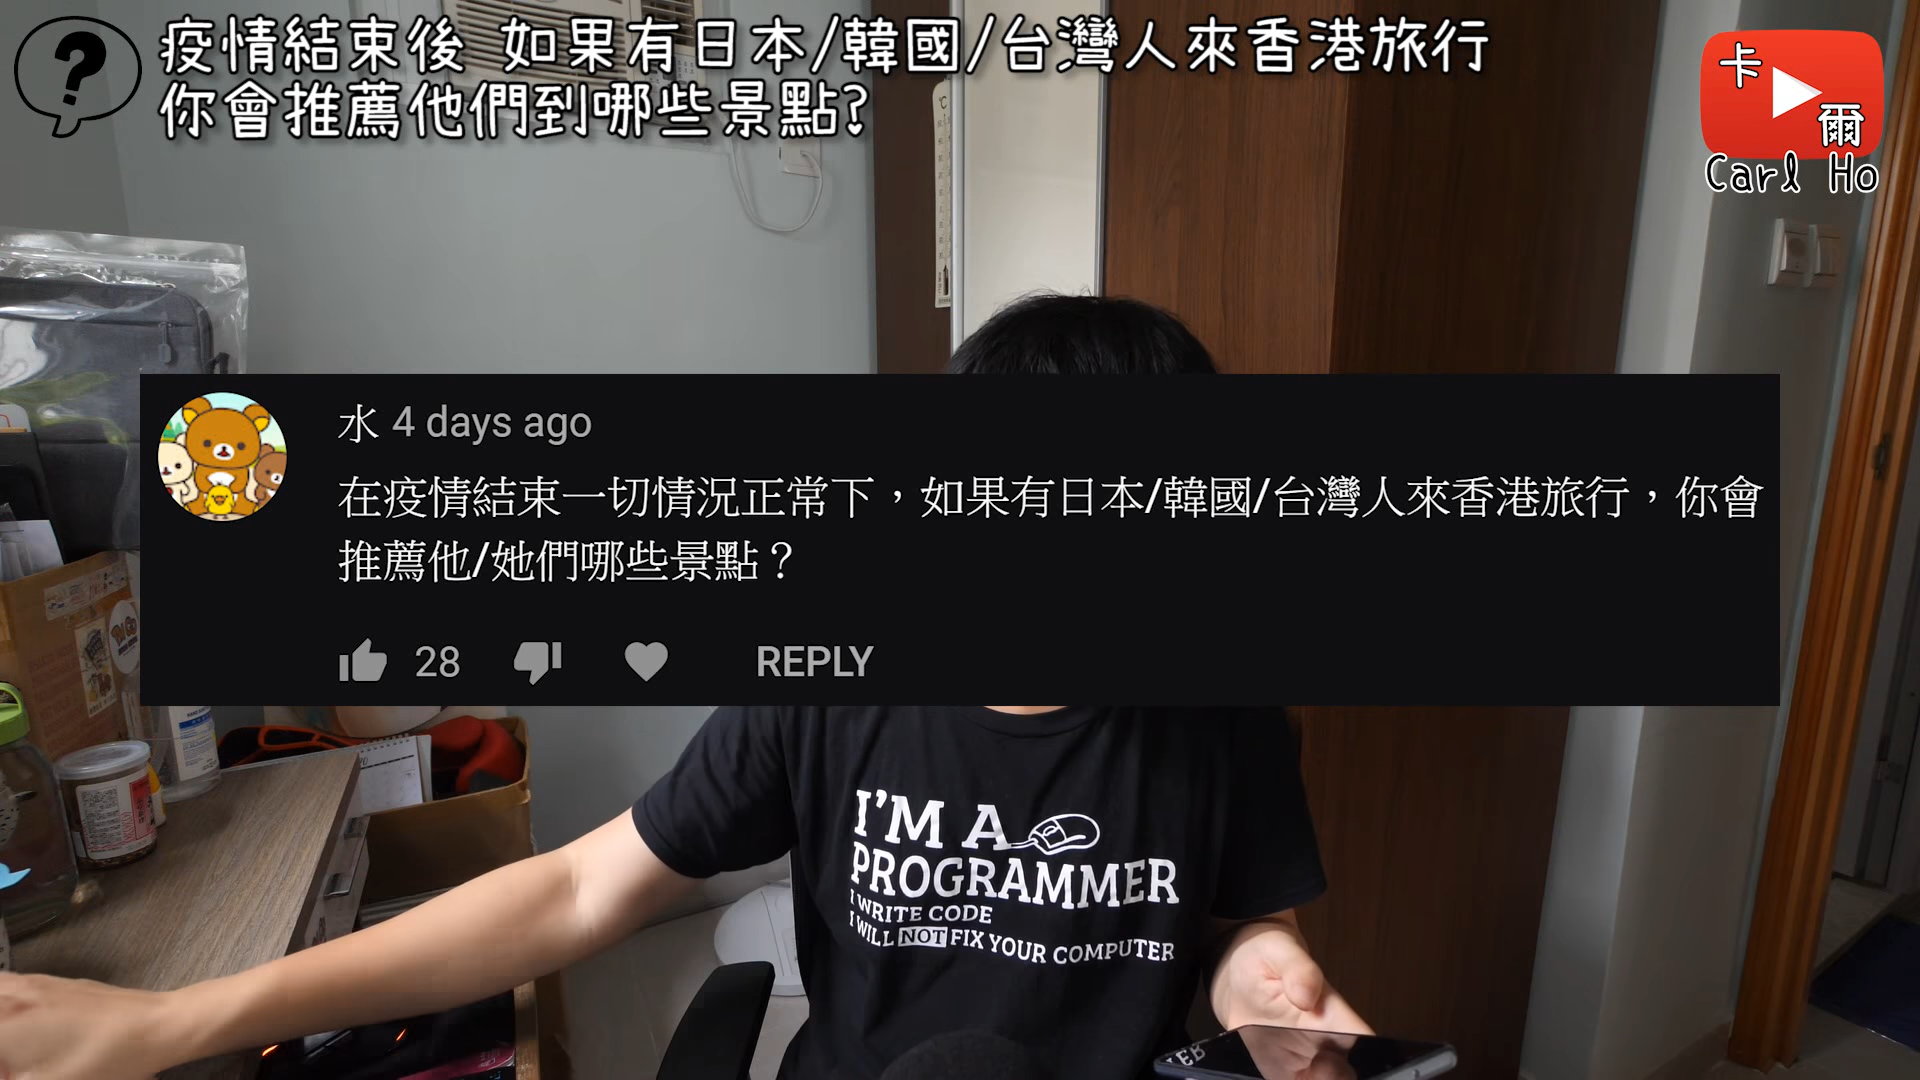 疫情結束後 如果有日本/韓國/台灣人來香港旅行
你會推薦他們到哪些景點?
卡
爾
Carl Ho
水 4 days ago
在疫情結束一切情況正常下，如果有日本/韓國/台灣人來香港旅行，你會
推薦他/她們哪些景點？
28
REPLY
I'M A
PROGRAMMER
I WRITE CODE
I WILL NOT FIX YOUR COMPUTER